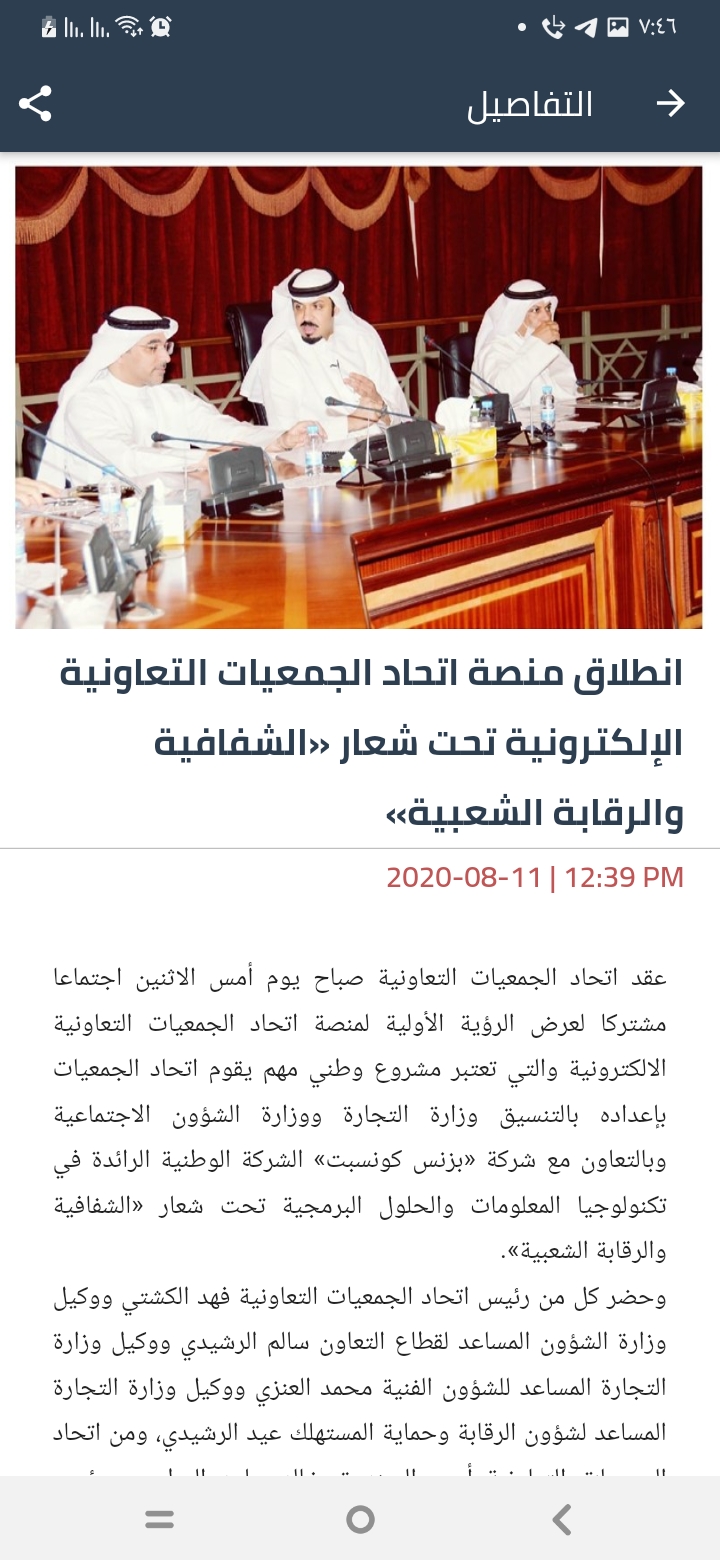 ٧:٤٦
التفاصيل
انطلاق منصة اتحاد الجمعيات التعاونية
الإلكترونية تحت شعار «الشفافية
والرقابة الشعبية»
2020-08-11 | 12:39 PM
عقد اتحاد الجمعيات التعاونية صباح يوم أمس الاثنين اجتماعا
مشتركا لعرض الرؤية الأولية لمنصة اتحاد الجمعيات التعاونية
الالكترونية والتي تعتبر مشروع وطني مهم يقوم اتحاد الجمعيات
بإعداده بالتنسيق وزارة التجارة ووزارة الشؤون الاجتماعية
وبالتعاون مع شركة «بزنس كونسبت» الشركة الوطنية الرائدة في
تكنولوجيا المعلومات والحلول البرمجية تحت شعار «الشفافية
والرقابة الشعبية».
وحضر كل من رئيس اتحاد الجمعيات التعاونية فهد الكشتي ووكيل
وزارة الشؤون المساعد لقطاع التعاون سالم الرشيدي ووكيل وزارة
التجارة المساعد للشؤون الفنية محمد العنزي ووكيل وزارة التجارة
المساعد لشؤون الرقابة وحماية المستهلك عيد الرشيدي، ومن اتحاد